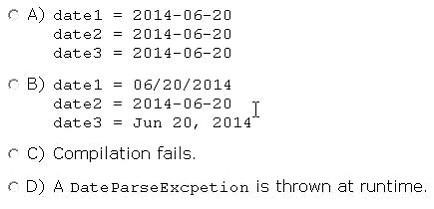 A) date1 = 2014-06-20
date2 = 2014-06-20
date3 = 2014-06-20
B) date1 = 06/20/2014
date2 = 2014-06-20
date3 = Jun 20, 2014
C) Compilation fails.
D) A DateParseExcpetion is thrown at runtime.